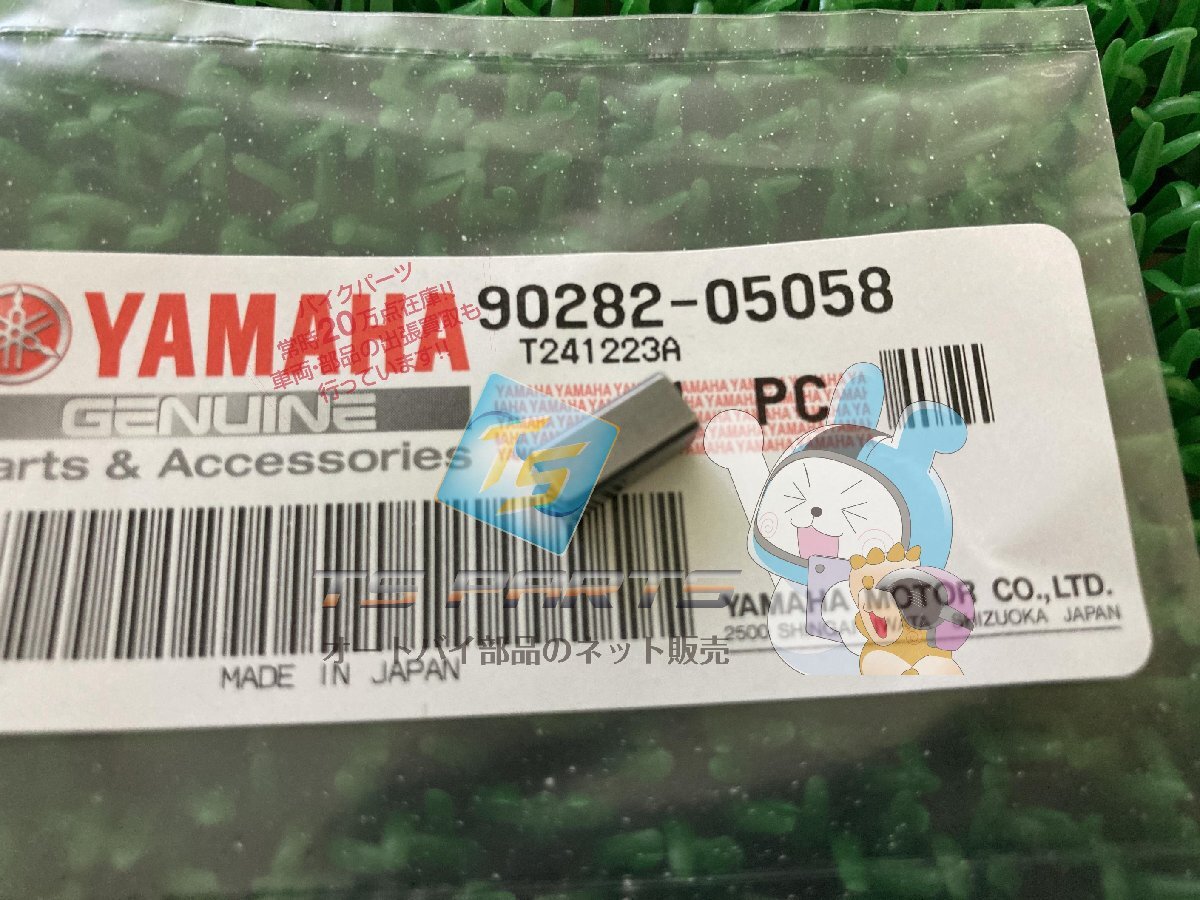 YAMAHA
90282-05058
T241223A
バイクパーツ
常時20万点在庫!!
車両・部品の出張買取も
行っています!!
GENUINE
PC
arts & Accessories
TS
TS PARTS
オートバイ部品のネット販売
YAMAHA MOTOR CO.,LTD.
2500 SHIZUOKA JAPAN
MADE IN JAPAN